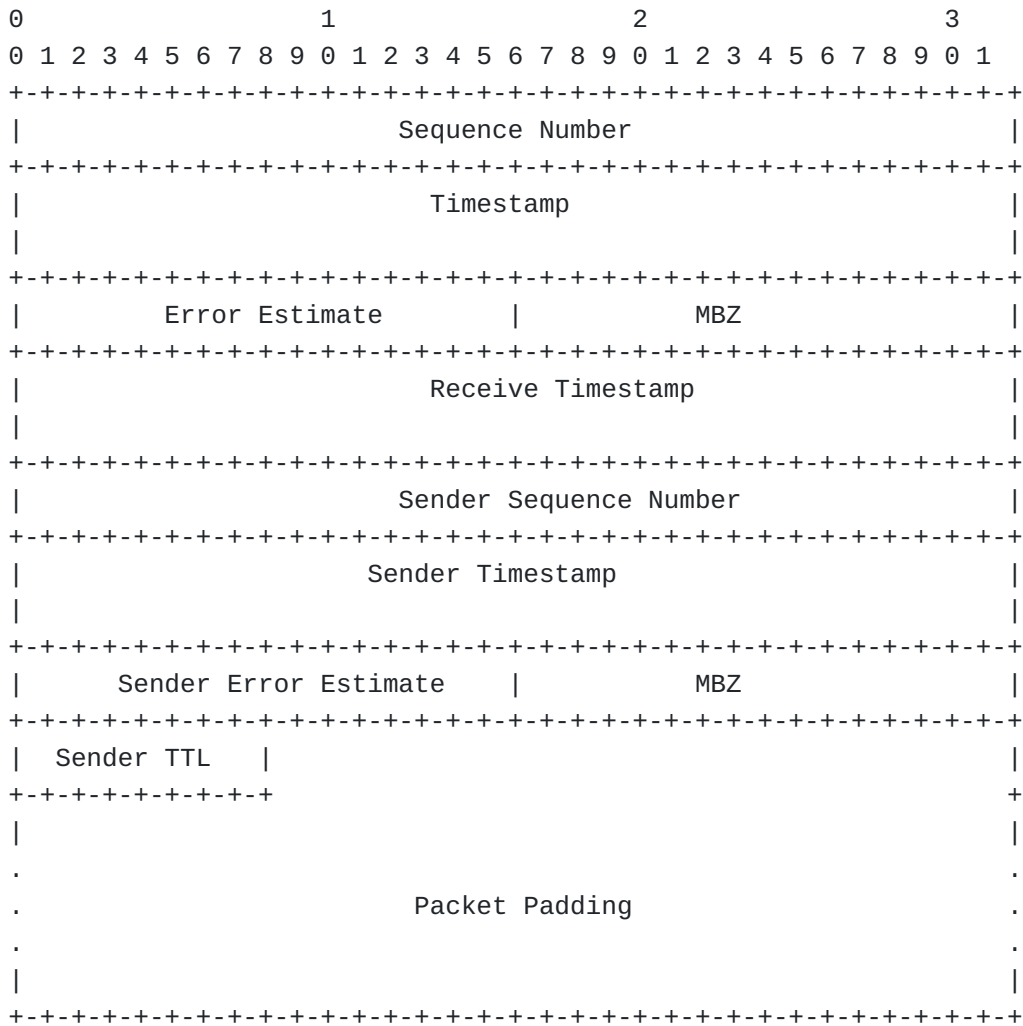 0                   1                   2                   3
0 1 2 3 4 5 6 7 8 9 0 1 2 3 4 5 6 7 8 9 0 1 2 3 4 5 6 7 8 9 0 1
+-+-+-+-+-+-+-+-+-+-+-+-+-+-+-+-+-+-+-+-+-+-+-+-+-+-+-+-+-+-+-+-+
|                        Sequence Number                        |
+-+-+-+-+-+-+-+-+-+-+-+-+-+-+-+-+-+-+-+-+-+-+-+-+-+-+-+-+-+-+-+-+
|                          Timestamp                            |
|                                                               |
+-+-+-+-+-+-+-+-+-+-+-+-+-+-+-+-+-+-+-+-+-+-+-+-+-+-+-+-+-+-+-+-+
|         Error Estimate        |           MBZ                 |
+-+-+-+-+-+-+-+-+-+-+-+-+-+-+-+-+-+-+-+-+-+-+-+-+-+-+-+-+-+-+-+-+
|                          Receive Timestamp                    |
|                                                               |
+-+-+-+-+-+-+-+-+-+-+-+-+-+-+-+-+-+-+-+-+-+-+-+-+-+-+-+-+-+-+-+-+
|                        Sender Sequence Number                 |
+-+-+-+-+-+-+-+-+-+-+-+-+-+-+-+-+-+-+-+-+-+-+-+-+-+-+-+-+-+-+-+-+
|                      Sender Timestamp                         |
|                                                               |
+-+-+-+-+-+-+-+-+-+-+-+-+-+-+-+-+-+-+-+-+-+-+-+-+-+-+-+-+-+-+-+-+
|      Sender Error Estimate    |           MBZ                 |
+-+-+-+-+-+-+-+-+-+-+-+-+-+-+-+-+-+-+-+-+-+-+-+-+-+-+-+-+-+-+-+-+
|  Sender TTL   |                                               |
+-+-+-+-+-+-+-+-+                                               +
|                                                               |
.                                                               .
.                         Packet Padding                        .
.                                                               .
|                                                               |
+-+-+-+-+-+-+-+-+-+-+-+-+-+-+-+-+-+-+-+-+-+-+-+-+-+-+-+-+-+-+-+-+